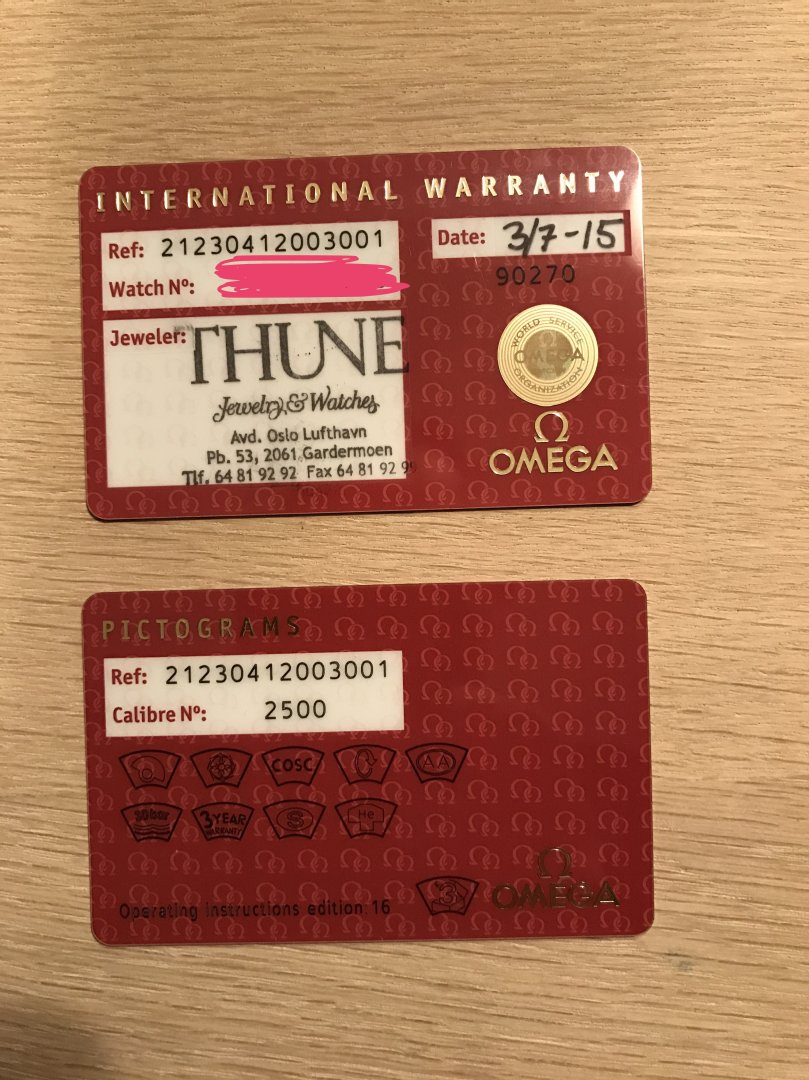 INTERNATIONAL WARRANTY
Ref: 21230412003001
Date: 3/7-15
Watch Nº:
90270
Jeweler:
THUNE
Jewelry & Watches
Avd. Oslo Lufthavn
Pb. 53, 2061 Gardermoen
Tlf. 64 81 92 92 Fax 64 81 92 99
WORLD SERVICE
OMEGA
ORGANIZATION
Ω
OMEGA
PICTOGRAMS
Ref: 21230412003001
Calibre Nº: 2500
COSC
AA
30bar
3 YEAR
WARRANTY
S
He
3
Ω
OMEGA
Operating instructions edition:16